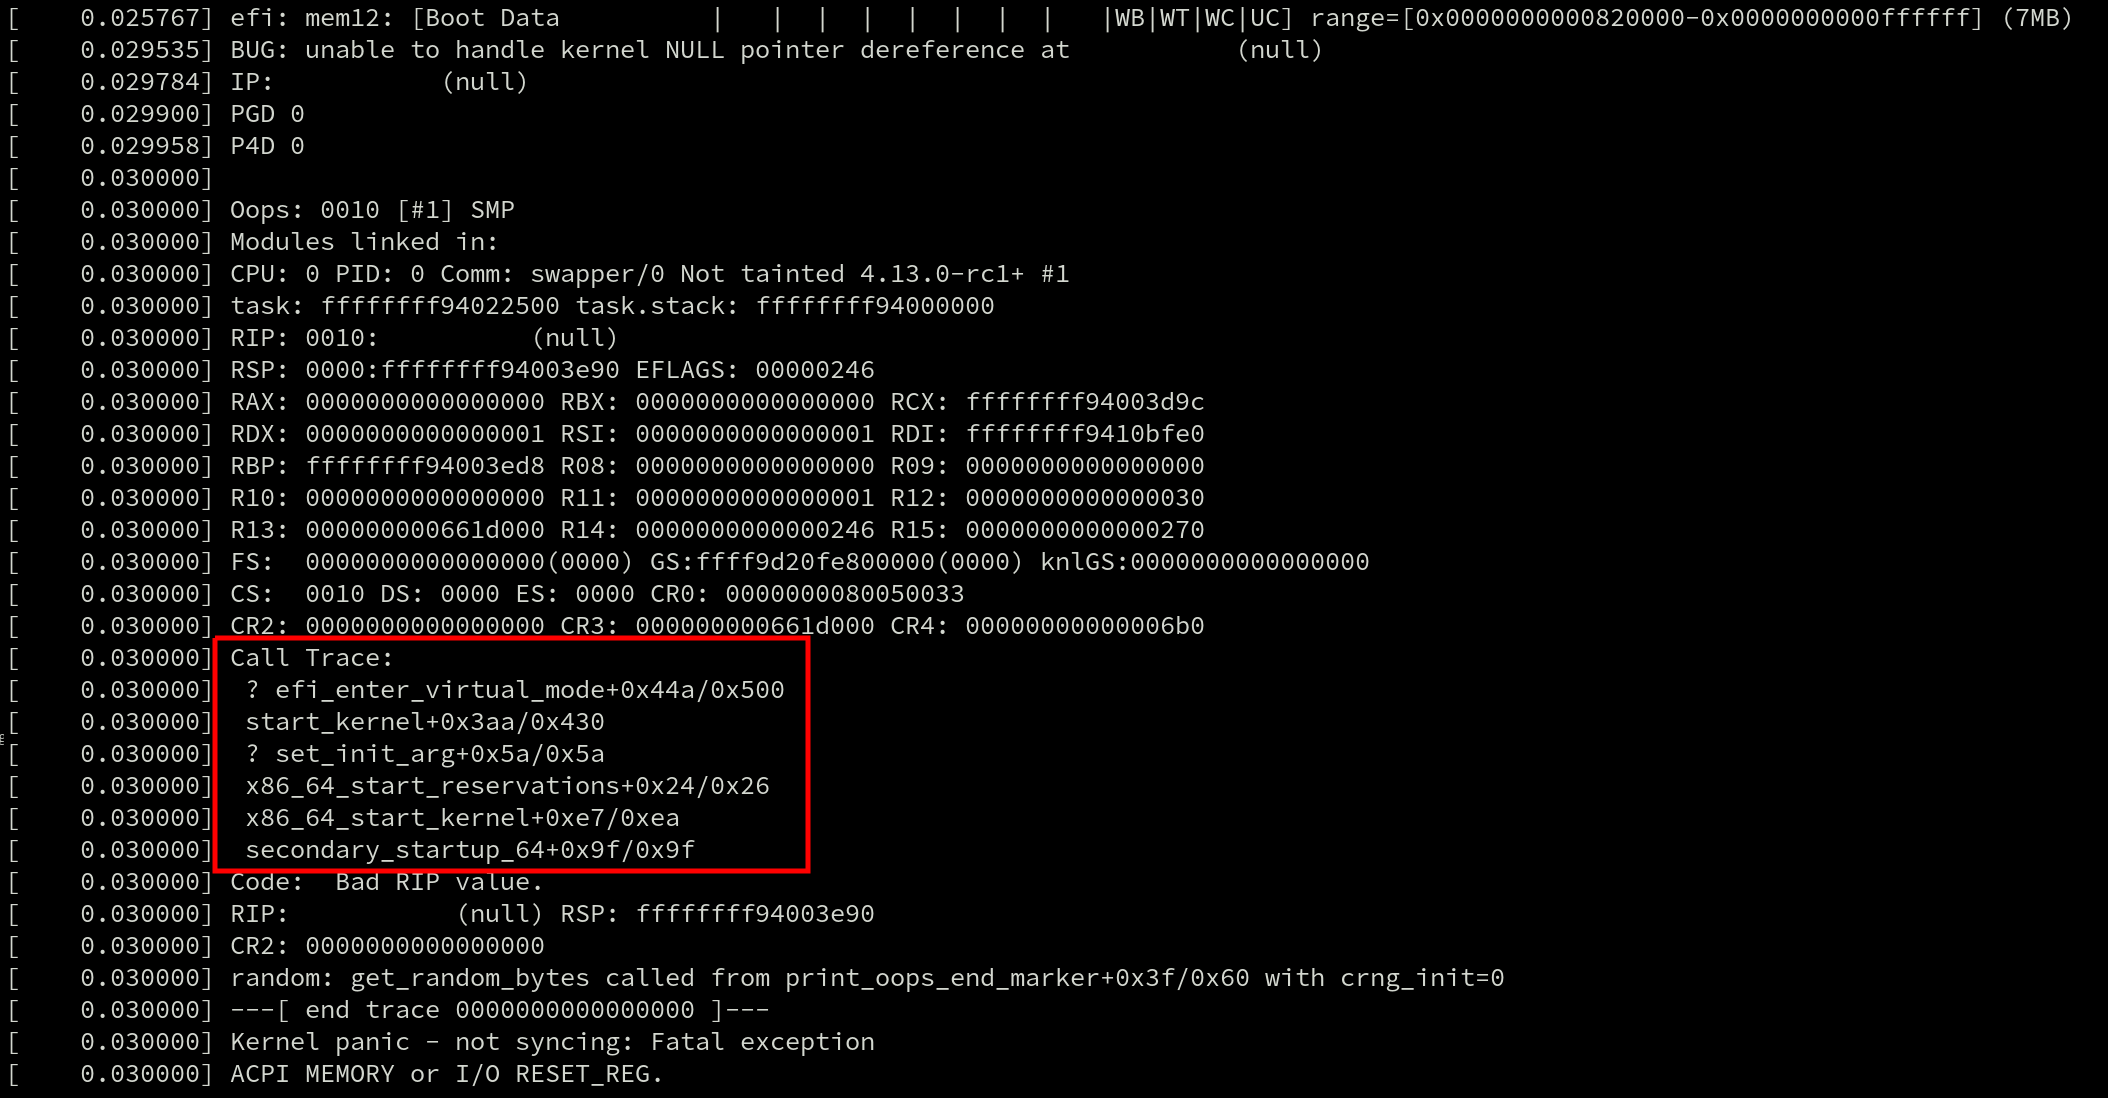 [    0.025767] efi: mem12: [Boot Data          |   |  |  |  |  |  |  |   |WB|WT|WC|UC] range=[0x0000000000820000-0x0000000000ffffff] (7MB)
[    0.029535] BUG: unable to handle kernel NULL pointer dereference at           (null)
[    0.029784] IP:           (null)
[    0.029900] PGD 0
[    0.029958] P4D 0
[    0.030000]
[    0.030000] Oops: 0010 [#1] SMP
[    0.030000] Modules linked in:
[    0.030000] CPU: 0 PID: 0 Comm: swapper/0 Not tainted 4.13.0-rc1+ #1
[    0.030000] task: ffffffff94022500 task.stack: ffffffff94000000
[    0.030000] RIP: 0010:          (null)
[    0.030000] RSP: 0000:ffffffff94003e90 EFLAGS: 00000246
[    0.030000] RAX: 0000000000000000 RBX: 0000000000000000 RCX: ffffffff94003d9c
[    0.030000] RDX: 0000000000000001 RSI: 0000000000000001 RDI: ffffffff9410bfe0
[    0.030000] RBP: ffffffff94003ed8 R08: 0000000000000000 R09: 0000000000000000
[    0.030000] R10: 0000000000000000 R11: 0000000000000001 R12: 0000000000000030
[    0.030000] R13: 000000000661d000 R14: 0000000000000246 R15: 0000000000000270
[    0.030000] FS:  0000000000000000(0000) GS:ffff9d20fe800000(0000) knlGS:0000000000000000
[    0.030000] CS:  0010 DS: 0000 ES: 0000 CR0: 0000000080050033
[    0.030000] CR2: 0000000000000000 CR3: 000000000661d000 CR4: 00000000000006b0
[    0.030000] Call Trace:
[    0.030000]  ? efi_enter_virtual_mode+0x44a/0x500
[    0.030000]  start_kernel+0x3aa/0x430
[    0.030000]  ? set_init_arg+0x5a/0x5a
[    0.030000]  x86_64_start_reservations+0x24/0x26
[    0.030000]  x86_64_start_kernel+0xe7/0xea
[    0.030000]  secondary_startup_64+0x9f/0x9f
[    0.030000] Code:  Bad RIP value.
[    0.030000] RIP:           (null) RSP: ffffffff94003e90
[    0.030000] CR2: 0000000000000000
[    0.030000] random: get_random_bytes called from print_oops_end_marker+0x3f/0x60 with crng_init=0
[    0.030000] ---[ end trace 0000000000000000 ]---
[    0.030000] Kernel panic - not syncing: Fatal exception
[    0.030000] ACPI MEMORY or I/O RESET_REG.